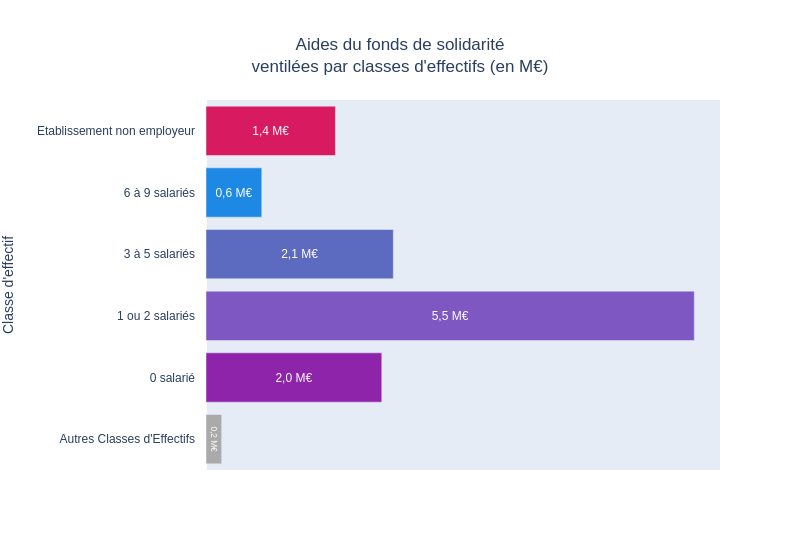 Aides du fonds de solidarité
ventilées par classes d'effectifs (en M€)
Classe d'effectif
Etablissement non employeur
1,4 M€
6 à 9 salariés
0,6 M€
3 à 5 salariés
2,1 M€
1 ou 2 salariés
5,5 M€
0 salarié
2,0 M€
Autres Classes d'Effectifs
0,2 M€